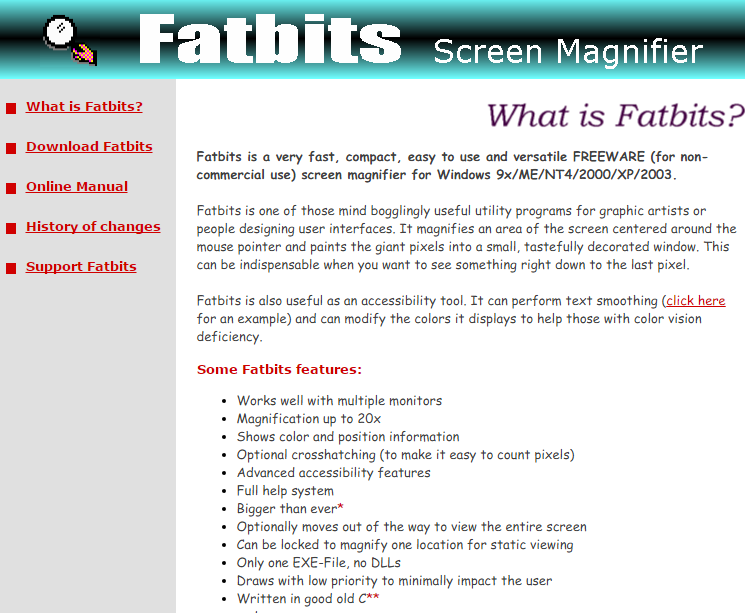 Fatbits Screen Magnifier
What is Fatbits?
Download Fatbits
Online Manual
History of changes
Support Fatbits
What is Fatbits?
Fatbits is a very fast, compact, easy to use and versatile FREEWARE (for non-
commercial use) screen magnifier for Windows 9x/ME/NT4/2000/XP/2003.
Fatbits is one of those mind bogglingly useful utility programs for graphic artists or
people designing user interfaces. It magnifies an area of the screen centered around the
mouse pointer and paints the giant pixels into a small, tastefully decorated window. This
can be indispensable when you want to see something right down to the last pixel.
Fatbits is also useful as an accessibility tool. It can perform text smoothing (click here
for an example) and can modify the colors it displays to help those with color vision
deficiency.
Some Fatbits features:
• Works well with multiple monitors
• Magnification up to 20x
• Shows color and position information
• Optional crosshatching (to make it easy to count pixels)
• Advanced accessibility features
• Full help system
• Bigger than ever*
• Optionally moves out of the way to view the entire screen
• Can be locked to magnify one location for static viewing
• Only one EXE-File, no DLLs
• Draws with low priority to minimally impact the user
• Written in good old C**